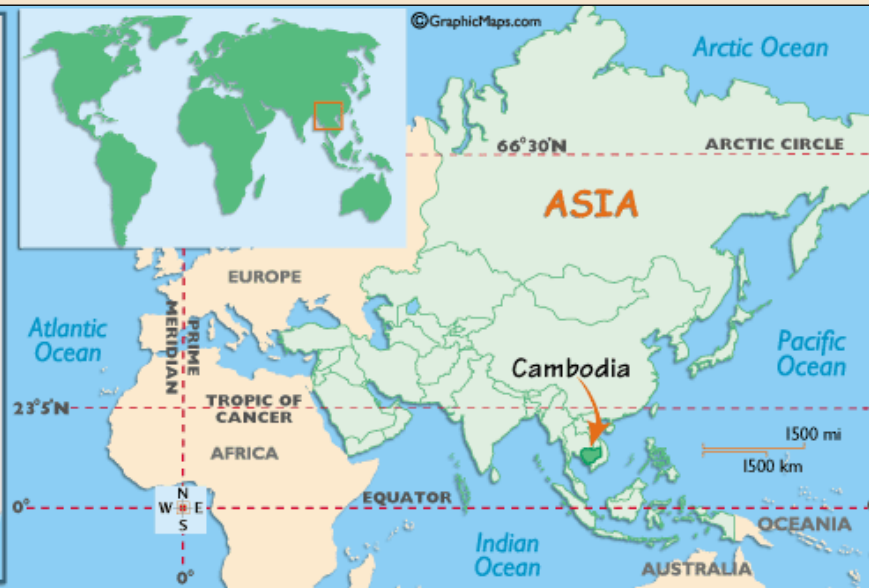 ©GraphicMaps.com
Arctic Ocean
66°30'N
ARCTIC CIRCLE
ASIA
EUROPE
Atlantic
Ocean
PRIME
MERIDIAN
Pacific
Ocean
Cambodia
23°5'N
TROPIC OF
CANCER
AFRICA
1500 mi
1500 km
N
W E
S
0°
EQUATOR
OCEANIA
Indian
Ocean
AUSTRALIA
0°